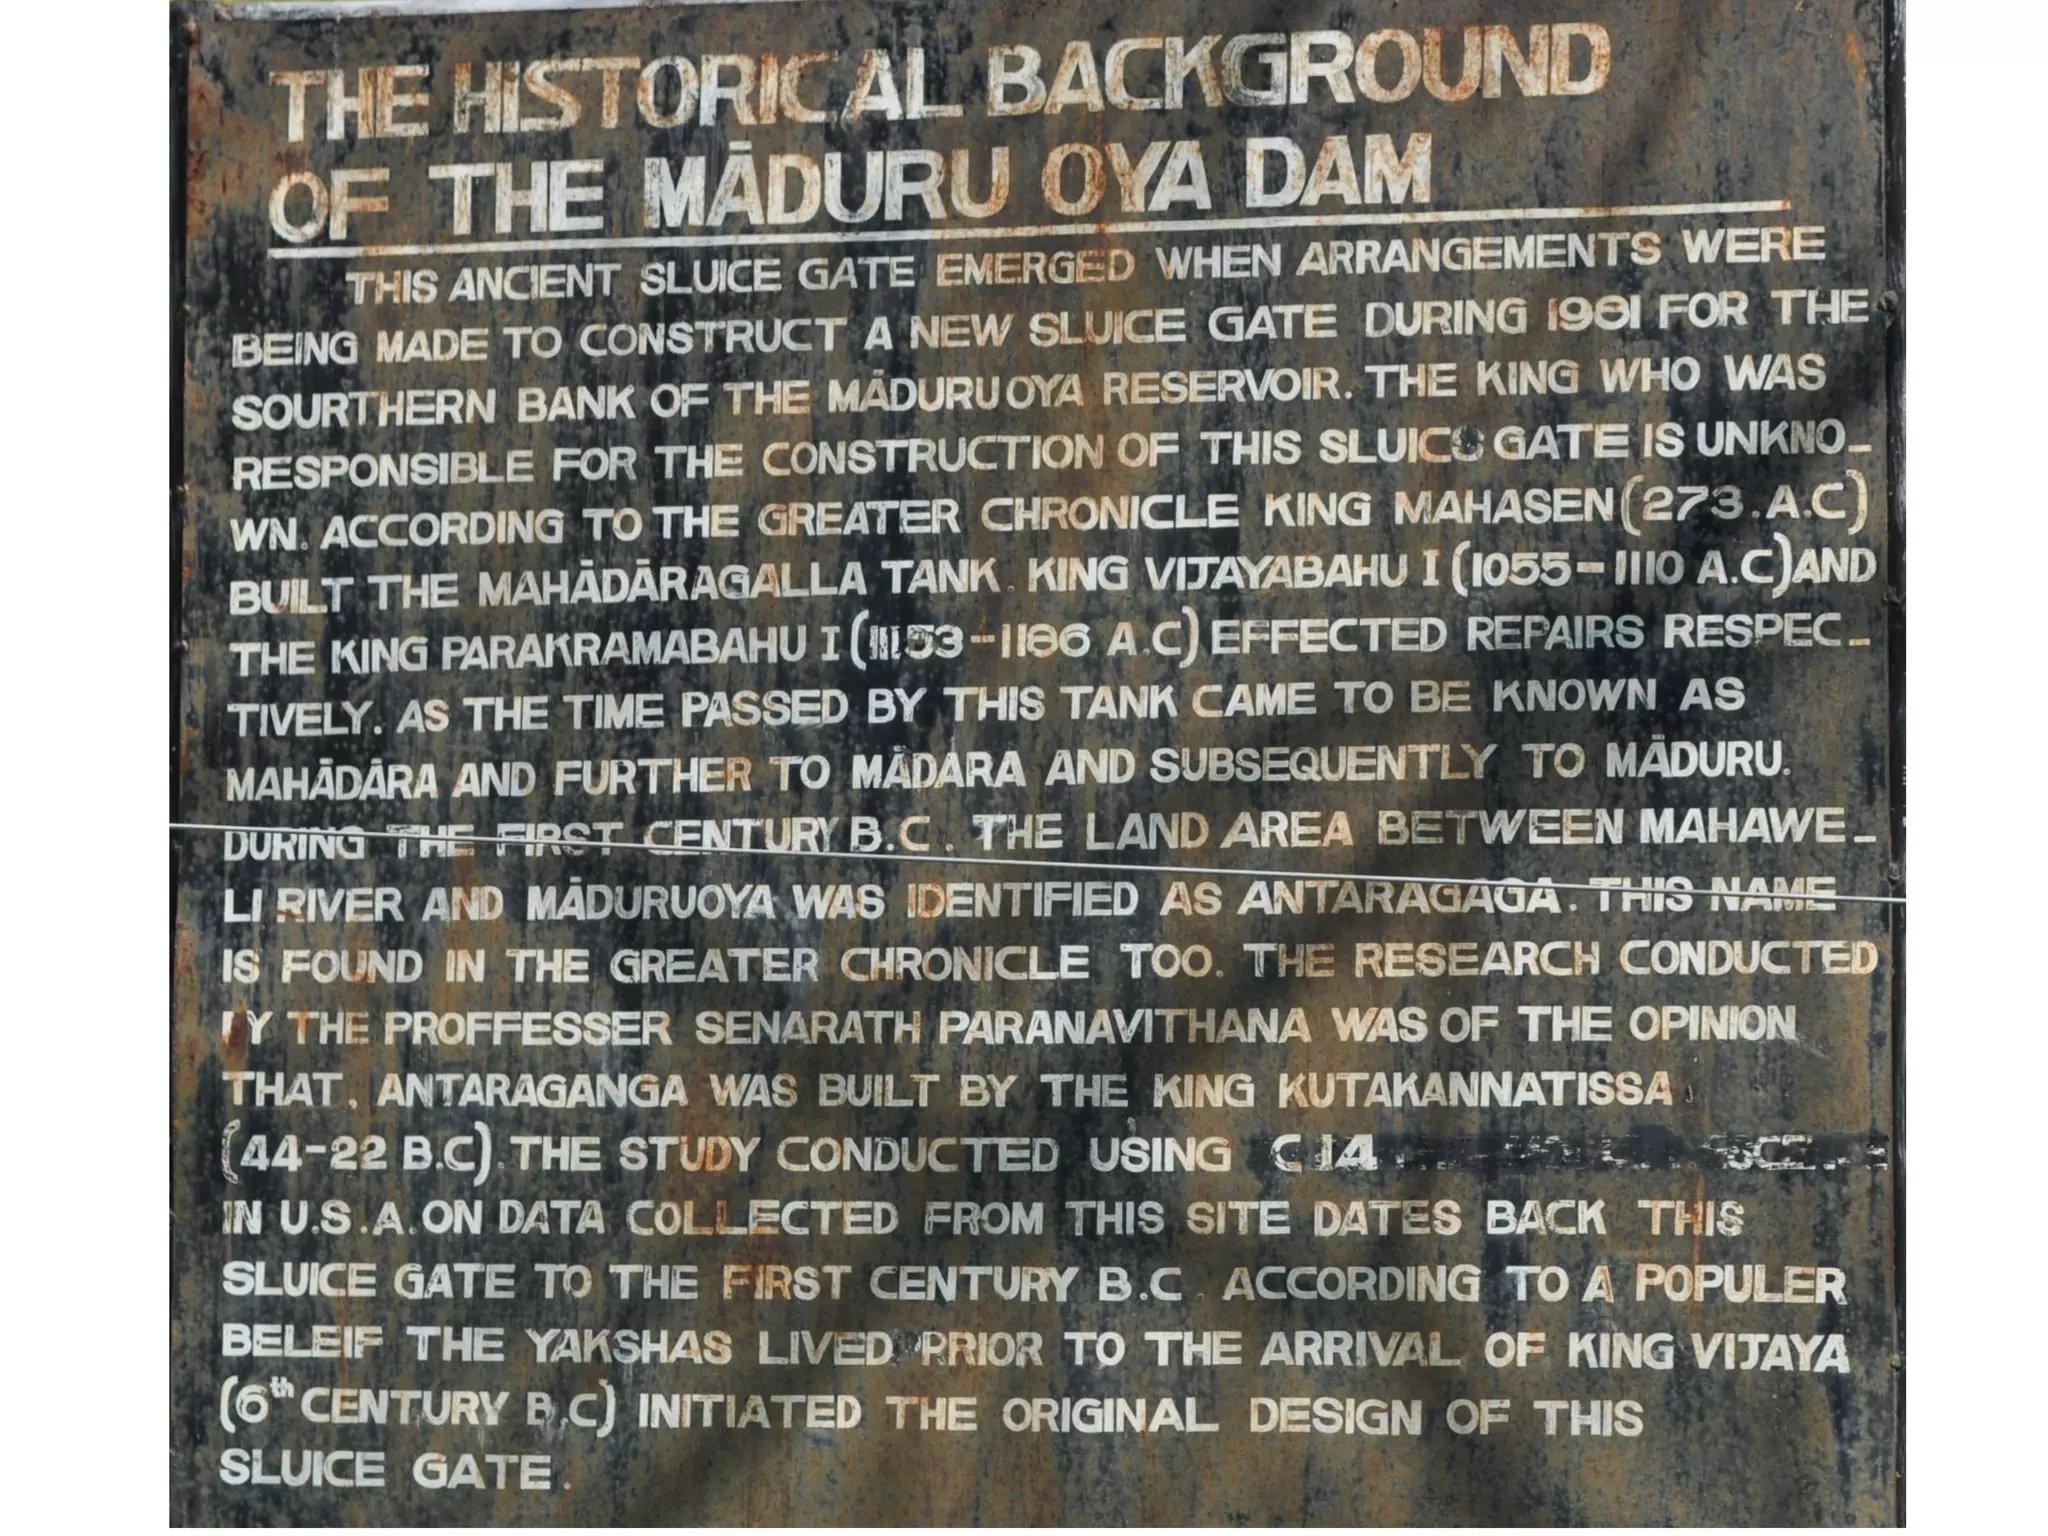 THE HISTORICAL BACKGROUND
OF THE MĀDURU OYA DAM
THIS ANCIENT SLUICE GATE EMERGED WHEN ARRANGEMENTS WERE
BEING MADE TO CONSTRUCT A NEW SLUICE GATE DURING 1981 FOR THE
SOURTHERN BANK OF THE MĀDURUOYA RESERVOIR. THE KING WHO WAS
RESPONSIBLE FOR THE CONSTRUCTION OF THIS GATE IS UNKNO-
WN. ACCORDING TO THE GREATER CHRONICLE KING MAHASEN (273.A.C)
BUILT THE MAHĀDĀRAGALLA TANK. KING VIJAYABAHU I (1055-1110 A.C) AND
THE KING PARAKRAMABAHU I (1153-1186 A.C) EFFECTED REPAIRS RESPEC-
TIVELY. AS THE TIME PASSED BY THIS TANK CAME TO BE KNOWN AS
MAHĀDĀRA AND FURTHER TO MĀDĀRA AND SUBSEQUENTLY TO MĀDURU.
DURING THE FIRST CENTURY B.C. THE LAND AREA BETWEEN MAHAWE-
LI RIVER AND MĀDURUOYA WAS IDENTIFIED AS ANTARAGAGA. THIS NAME
IS FOUND IN THE GREATER CHRONICLE TOO. THE RESEARCH CONDUCTED
BY THE PROFFESSER SENARATH PARANAVITHANA WAS OF THE OPINION
THAT, ANTARAGANGA WAS BUILT BY THE KING KUTAKANNATISSA
(44-22 B.C). THE STUDY CONDUCTED USING C 14
IN U.S.A. ON DATA COLLECTED FROM THIS SITE DATES BACK THIS
SLUICE GATE TO THE FIRST CENTURY B.C. ACCORDING TO A POPULER
BELEIF THE YAKSHAS LIVED PRIOR TO THE ARRIVAL OF KING VIJAYA
(6th CENTURY B.C) INITIATED THE ORIGINAL DESIGN OF THIS
SLUICE GATE.